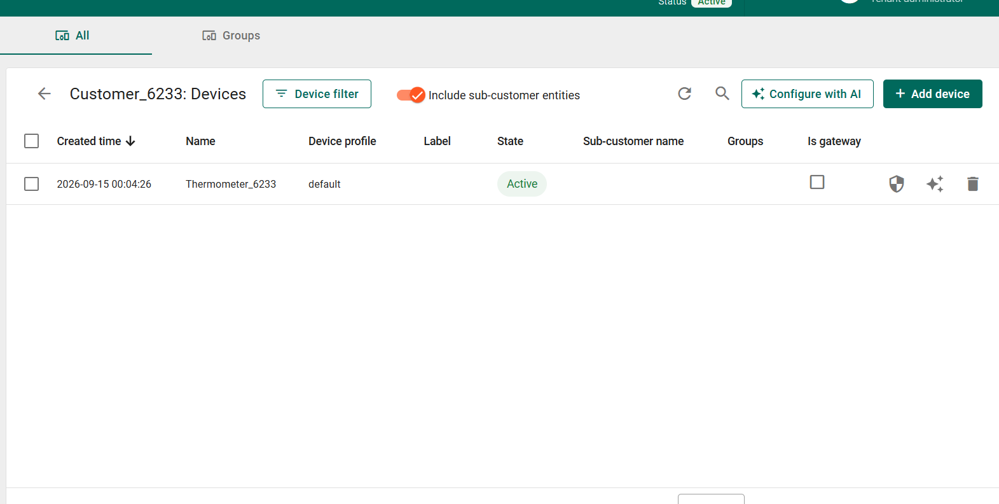 Status Active Tenant administrator
All Groups
Customer_6233: Devices Device filter Include sub-customer entities Configure with AI + Add device
Created time Name Device profile Label State Sub-customer name Groups Is gateway
2026-09-15 00:04:26 Thermometer_6233 default Active